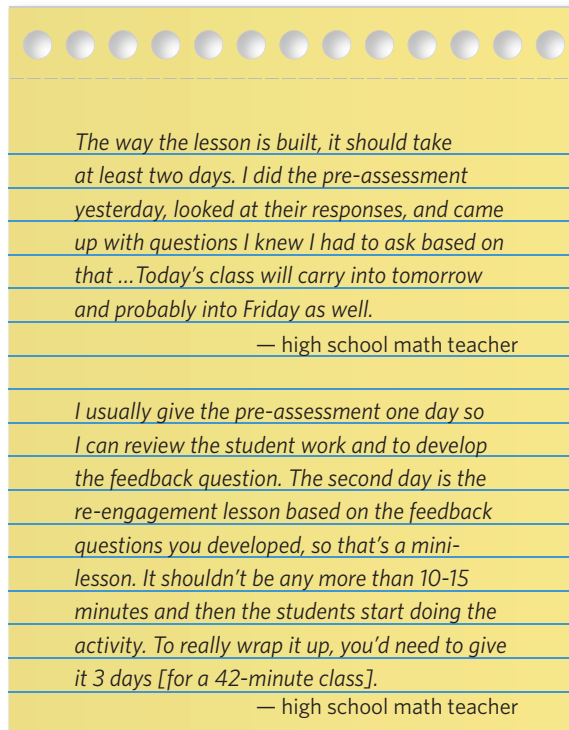 The way the lesson is built, it should take
at least two days. I did the pre-assessment
yesterday, looked at their responses, and came
up with questions I knew I had to ask based on
that ...Today’s class will carry into tomorrow
and probably into Friday as well.
— high school math teacher
I usually give the pre-assessment one day so
I can review the student work and to develop
the feedback question. The second day is the
re-engagement lesson based on the feedback
questions you developed, so that’s a mini-
lesson. It shouldn’t be any more than 10-15
minutes and then the students start doing the
activity. To really wrap it up, you’d need to give
it 3 days [for a 42-minute class].
— high school math teacher